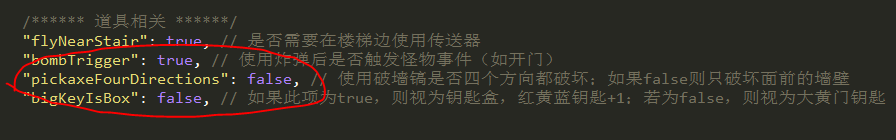 /****** 道具相关 ******/
"flyNearStair": true, // 是否需要在楼梯边使用传送器
"bombTrigger": true, // 使用炸弹后是否触发怪物事件（如开门）
"pickaxeFourDirections": false, // 使用破墙镐是否四个方向都破坏；如果false则只破坏面前的墙壁
"bigKeyIsBox": false, // 如果此项为true，则视为钥匙盒，红黄蓝钥匙+1；若为false，则视为大黄门钥匙